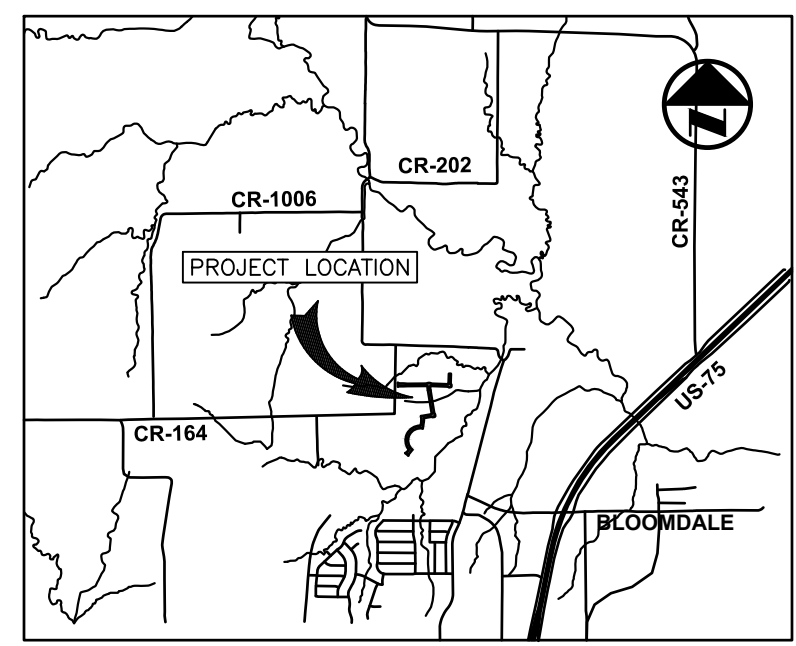 CR-202
CR-1006
CR-543
PROJECT LOCATION
US-75
CR-164
BLOOMDALE